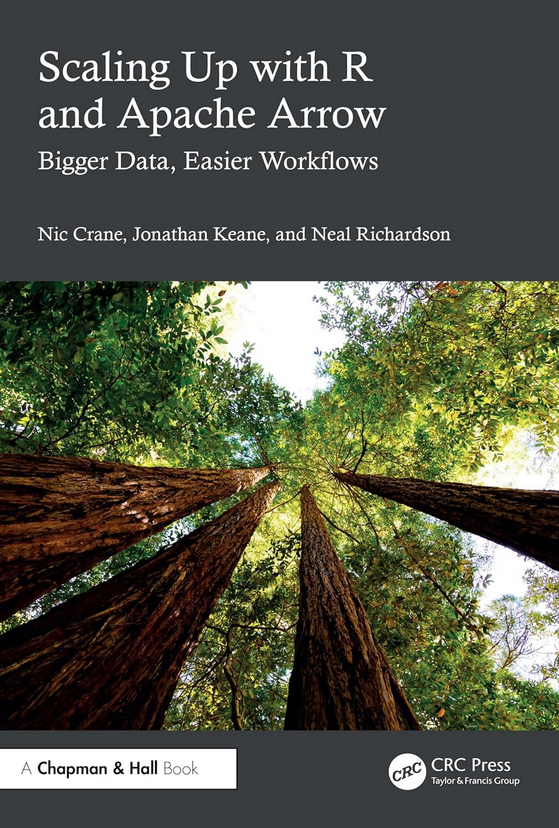 Scaling Up with R
and Apache Arrow
Bigger Data, Easier Workflows
Nic Crane, Jonathan Keane, and Neal Richardson
A Chapman & Hall Book
CRC
CRC Press
Taylor & Francis Group